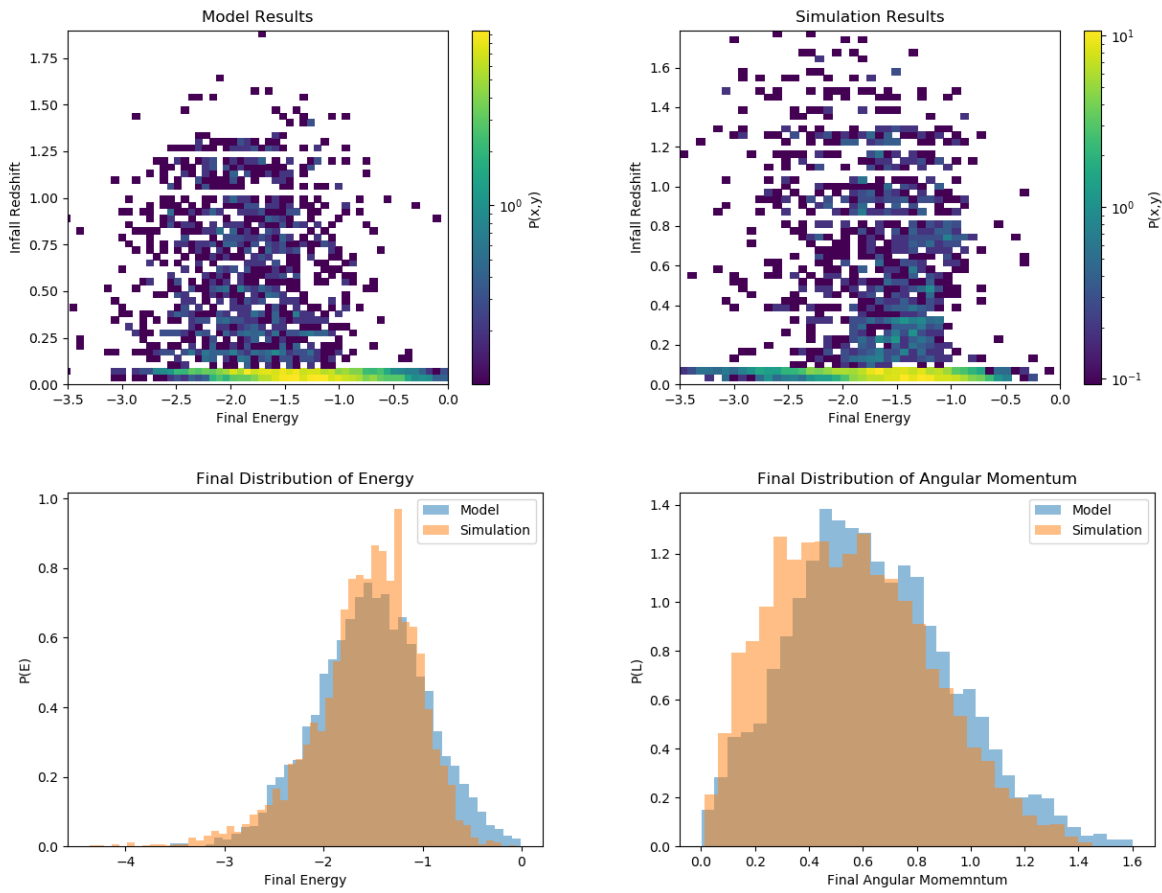 Model Results
1.75
1.50
1.25
1.00
0.75
0.50
0.25
0.00
Infall Redshift
−3.5 −3.0 −2.5 −2.0 −1.5 −1.0 −0.5 0.0
Final Energy
10⁰
P(x,y)
Simulation Results
1.6
1.4
1.2
1.0
0.8
0.6
0.4
0.2
0.0
Infall Redshift
−3.5 −3.0 −2.5 −2.0 −1.5 −1.0 −0.5 0.0
Final Energy
10¹
10⁰
10⁻¹
P(x,y)
Final Distribution of Energy
Model
Simulation
1.0
0.8
0.6
0.4
0.2
0.0
P(E)
−4 −3 −2 −1 0
Final Energy
Final Distribution of Angular Momentum
Model
Simulation
1.4
1.2
1.0
0.8
0.6
0.4
0.2
0.0
P(L)
0.0 0.2 0.4 0.6 0.8 1.0 1.2 1.4 1.6
Final Angular Momemntum